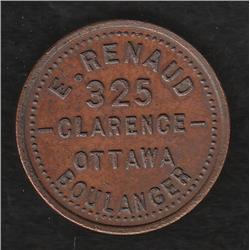 E. RENAUD
325
-CLARENCE-
OTTAWA
BOULANGER